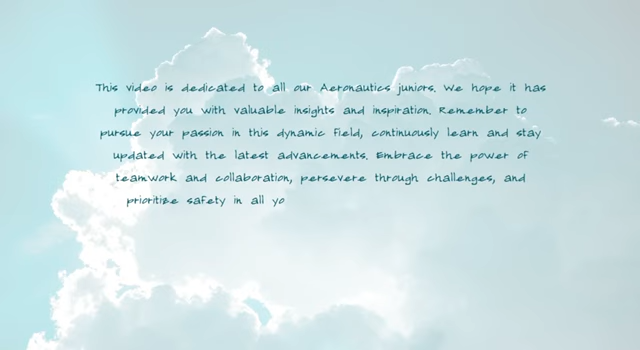 This video is dedicated to all our Aeronautics juniors. We hope it has
provided you with valuable insights and inspiration. Remember to
pursue your passion in this dynamic field, continuously learn and stay
updated with the latest advancements. Embrace the power of
teamwork and collaboration, persevere through challenges, and
prioritize safety in all yo